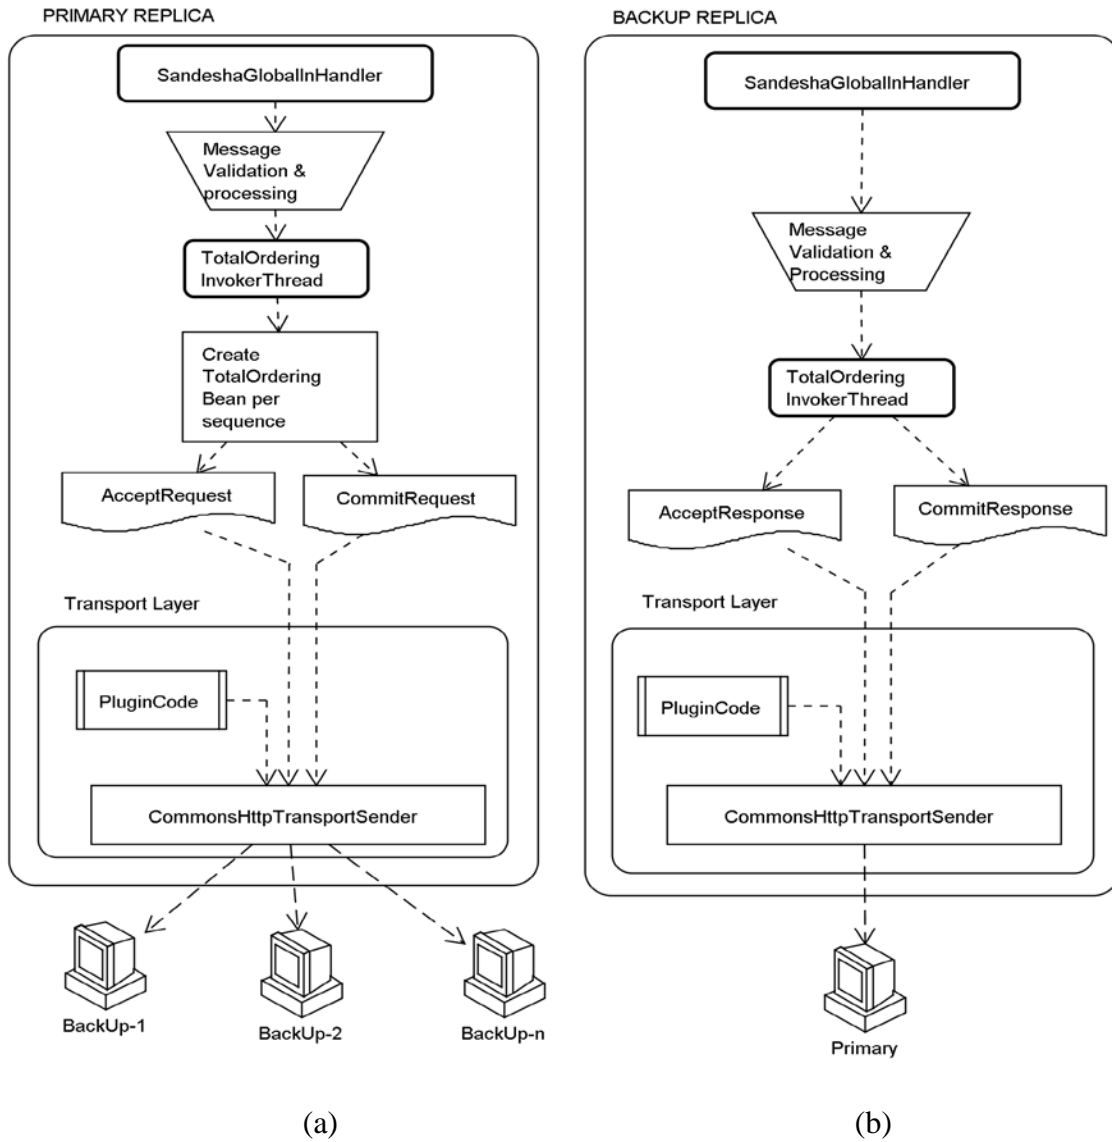 PRIMARY REPLICA
SandeshaGlobalInHandler
Message
Validation &
processing
TotalOrdering
InvokerThread
Create
TotalOrdering
Bean per
sequence
AcceptRequest
CommitRequest
Transport Layer
PluginCode
CommonsHttpTransportSender
BackUp-1
BackUp-2
BackUp-n
(a)
BACKUP REPLICA
SandeshaGlobalInHandler
Message
Validation &
Processing
TotalOrdering
InvokerThread
AcceptResponse
CommitResponse
Transport Layer
PluginCode
CommonsHttpTransportSender
Primary
(b)